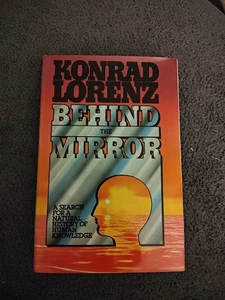 KONRAD
LORENZ
BEHIND
THE
MIRROR
A SEARCH
FOR A
NATURAL
HISTORY OF
HUMAN
KNOWLEDGE